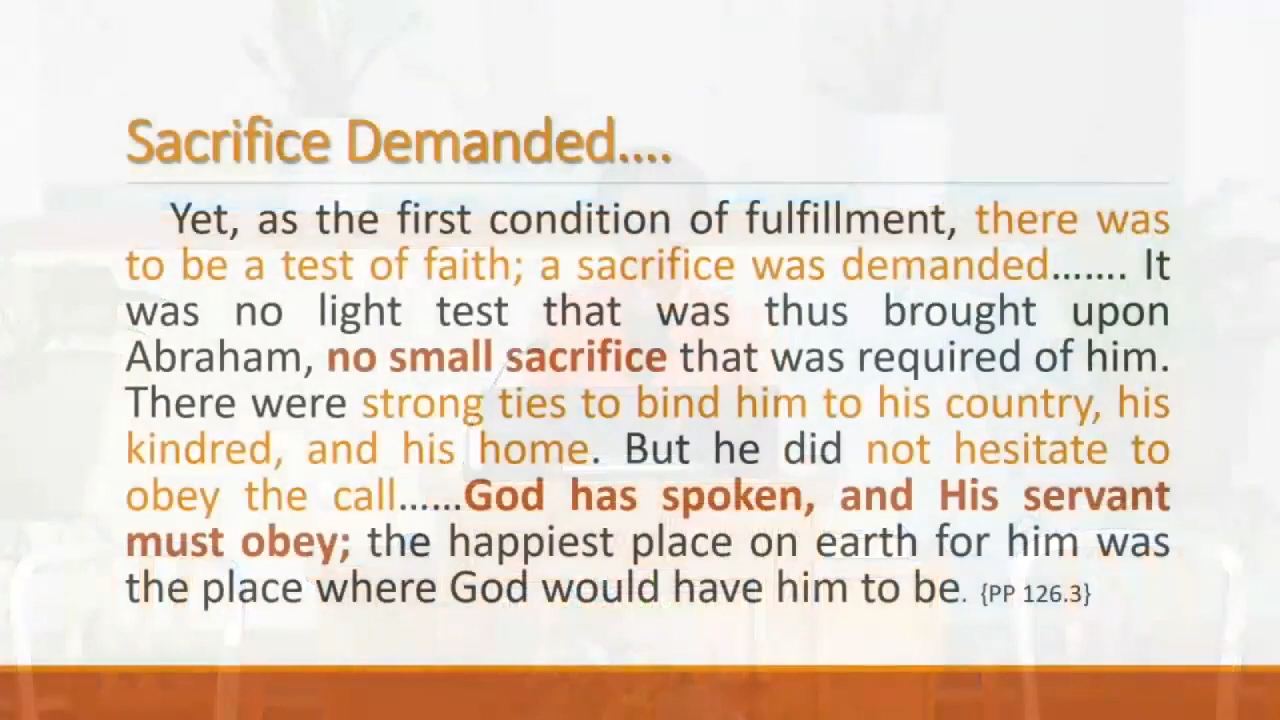 Sacrifice Demanded....
Yet, as the first condition of fulfillment, there was
to be a test of faith; a sacrifice was demanded....... It
was no light test that was thus brought upon
Abraham, no small sacrifice that was required of him.
There were strong ties to bind him to his country, his
kindred, and his home. But he did not hesitate to
obey the call......God has spoken, and His servant
must obey; the happiest place on earth for him was
the place where God would have him to be. {PP 126.3}